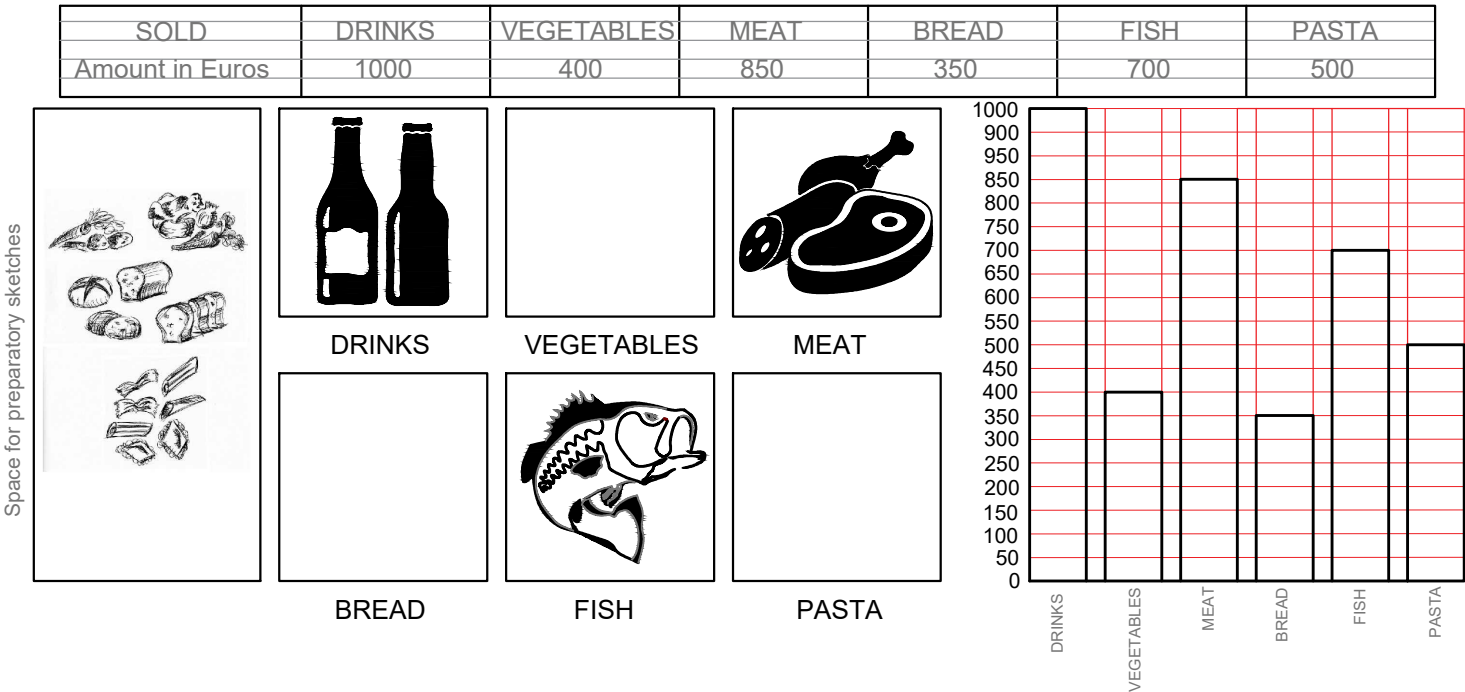 SOLD DRINKS VEGETABLES MEAT BREAD FISH PASTA
Amount in Euros 1000 400 850 350 700 500
Space for preparatory sketches
DRINKS VEGETABLES MEAT
BREAD FISH PASTA
1000
900
950
850
800
750
700
650
600
550
500
450
400
350
300
250
200
150
100
50
0
DRINKS
VEGETABLES
MEAT
BREAD
FISH
PASTA